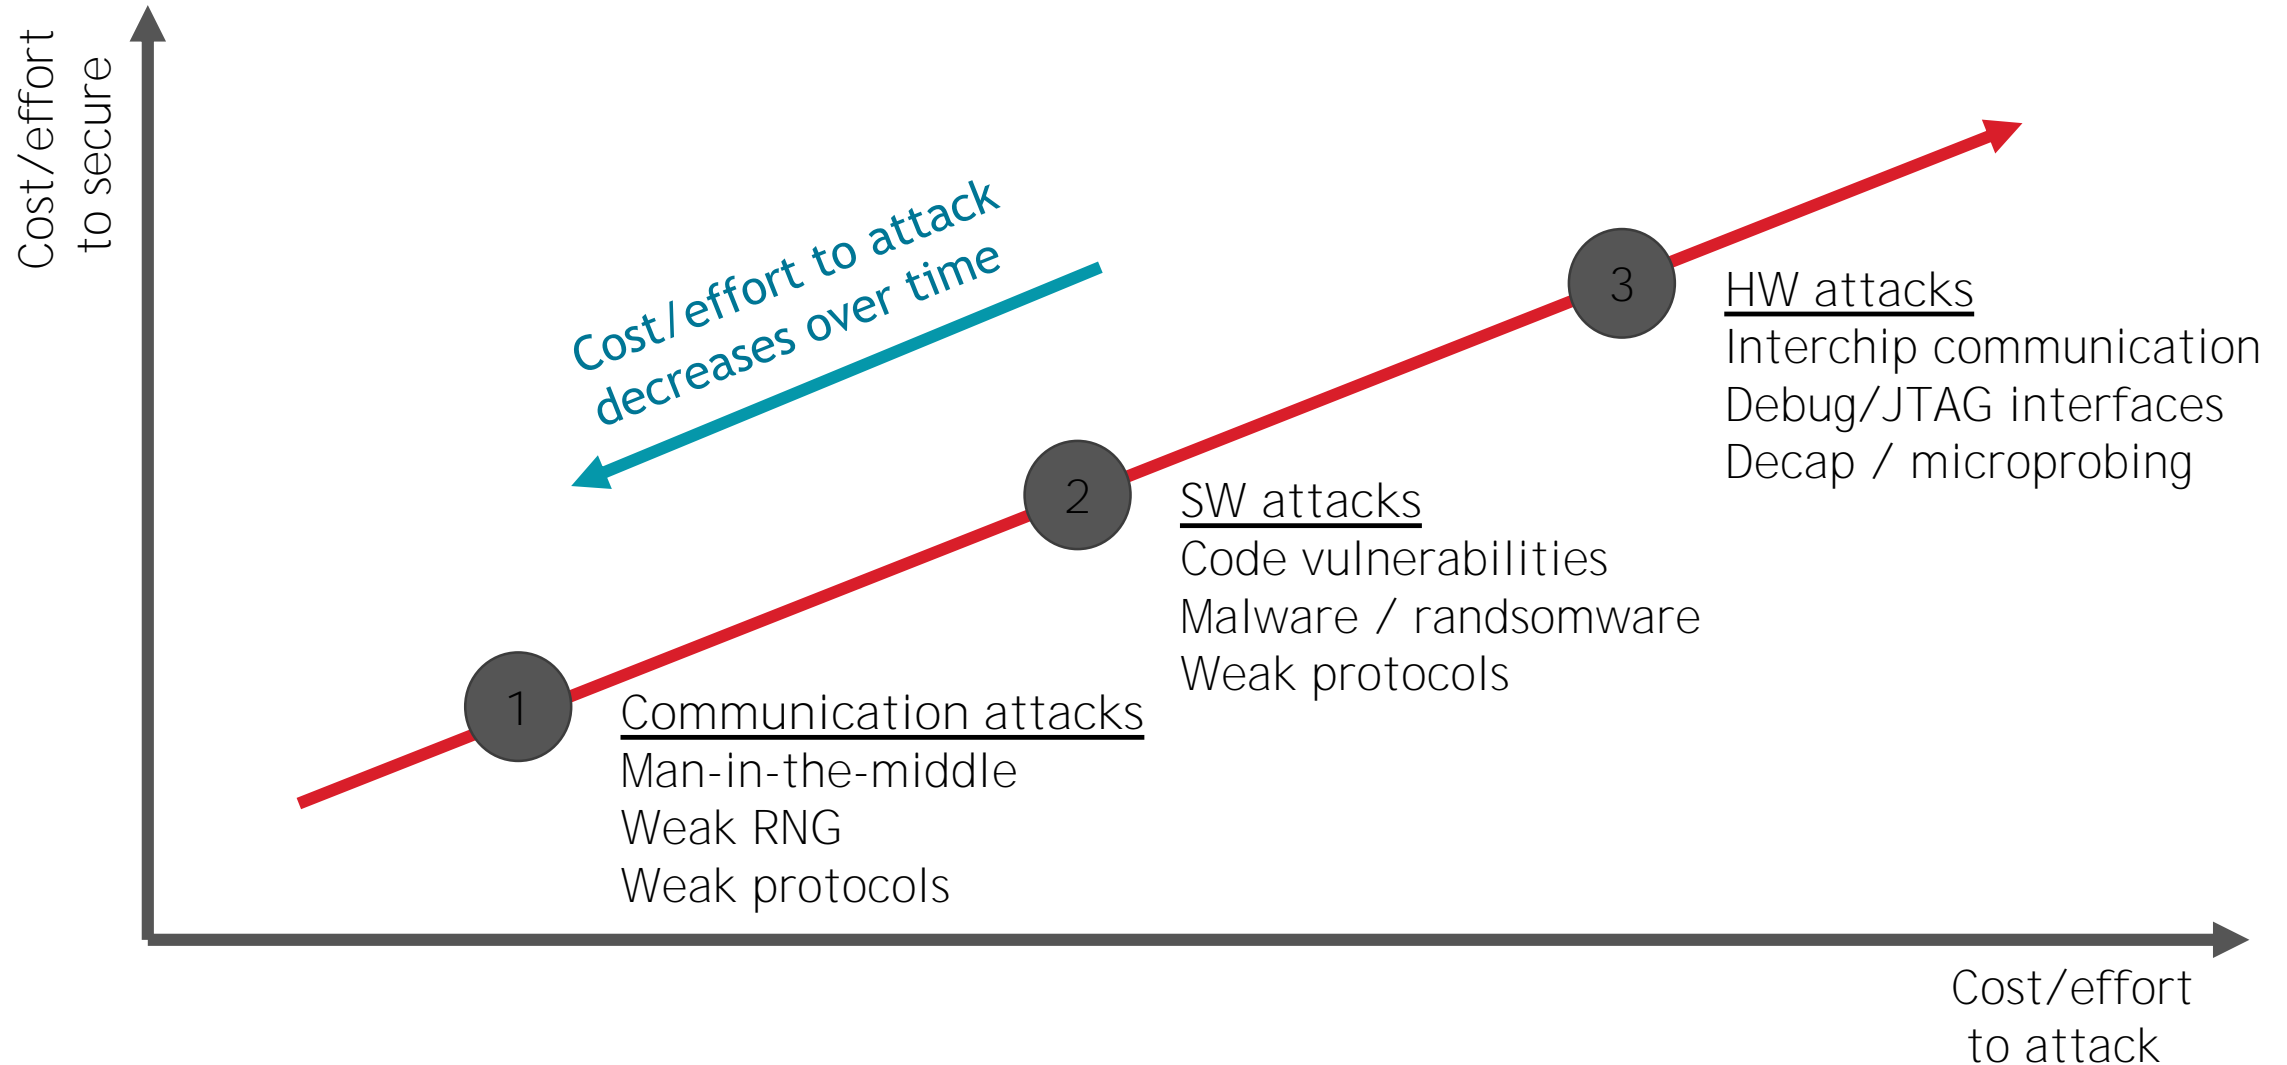 Cost/effort
to secure
Cost/effort to attack
decreases over time
3
HW attacks
Interchip communication
Debug/JTAG interfaces
Decap / microprobing
2
SW attacks
Code vulnerabilities
Malware / randsomware
Weak protocols
1
Communication attacks
Man-in-the-middle
Weak RNG
Weak protocols
Cost/effort
to attack